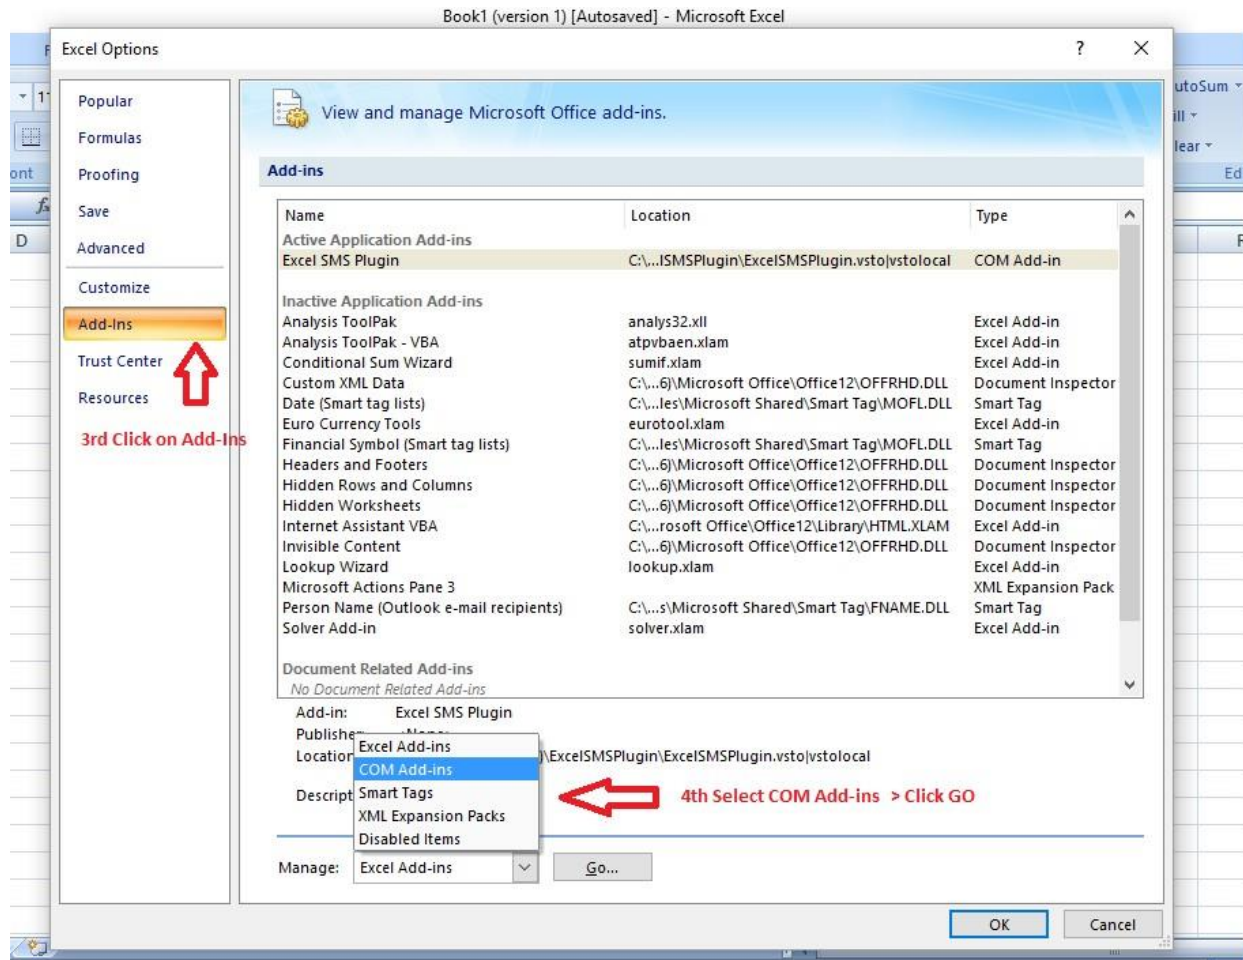 Book1 (version 1) [Autosaved] - Microsoft Excel
Excel Options
?
Popular
Formulas
Proofing
Save
Advanced
Customize
Add-Ins
Trust Center
Resources
3rd Click on Add-Ins
View and manage Microsoft Office add-ins.
Add-ins
Name Location Type
Active Application Add-ins
Excel SMS Plugin C:\...lSMSPlugin\ExcelSMSPlugin.vsto|vstolocal COM Add-in
Inactive Application Add-ins
Analysis ToolPak analys32.xll Excel Add-in
Analysis ToolPak - VBA atpvbaen.xlam Excel Add-in
Conditional Sum Wizard sumif.xlam Excel Add-in
Custom XML Data C:\...6)\Microsoft Office\Office12\OFFRHD.DLL Document Inspector
Date (Smart tag lists) C:\...les\Microsoft Shared\Smart Tag\MOFL.DLL Smart Tag
Euro Currency Tools eurotool.xlam Excel Add-in
Financial Symbol (Smart tag lists) C:\...les\Microsoft Shared\Smart Tag\MOFL.DLL Smart Tag
Headers and Footers C:\...6)\Microsoft Office\Office12\OFFRHD.DLL Document Inspector
Hidden Rows and Columns C:\...6)\Microsoft Office\Office12\OFFRHD.DLL Document Inspector
Hidden Worksheets C:\...6)\Microsoft Office\Office12\OFFRHD.DLL Document Inspector
Internet Assistant VBA C:\...rosoft Office\Office12\Library\HTML.XLAM Excel Add-in
Invisible Content C:\...6)\Microsoft Office\Office12\OFFRHD.DLL Document Inspector
Lookup Wizard lookup.xlam Excel Add-in
Microsoft Actions Pane 3 XML Expansion Pack
Person Name (Outlook e-mail recipients) C:\...s\Microsoft Shared\Smart Tag\FNAME.DLL Smart Tag
Solver Add-in solver.xlam Excel Add-in
Document Related Add-ins
No Document Related Add-ins
Add-in: Excel SMS Plugin
Publishe
Location )\ExcelSMSPlugin\ExcelSMSPlugin.vsto|vstolocal
Descript
Excel Add-ins
COM Add-ins
Smart Tags
XML Expansion Packs
Disabled Items
4th Select COM Add-ins > Click GO
Manage: Excel Add-ins Go...
OK Cancel
utoSum
ill
lear
Ed
ont
fx
D
11